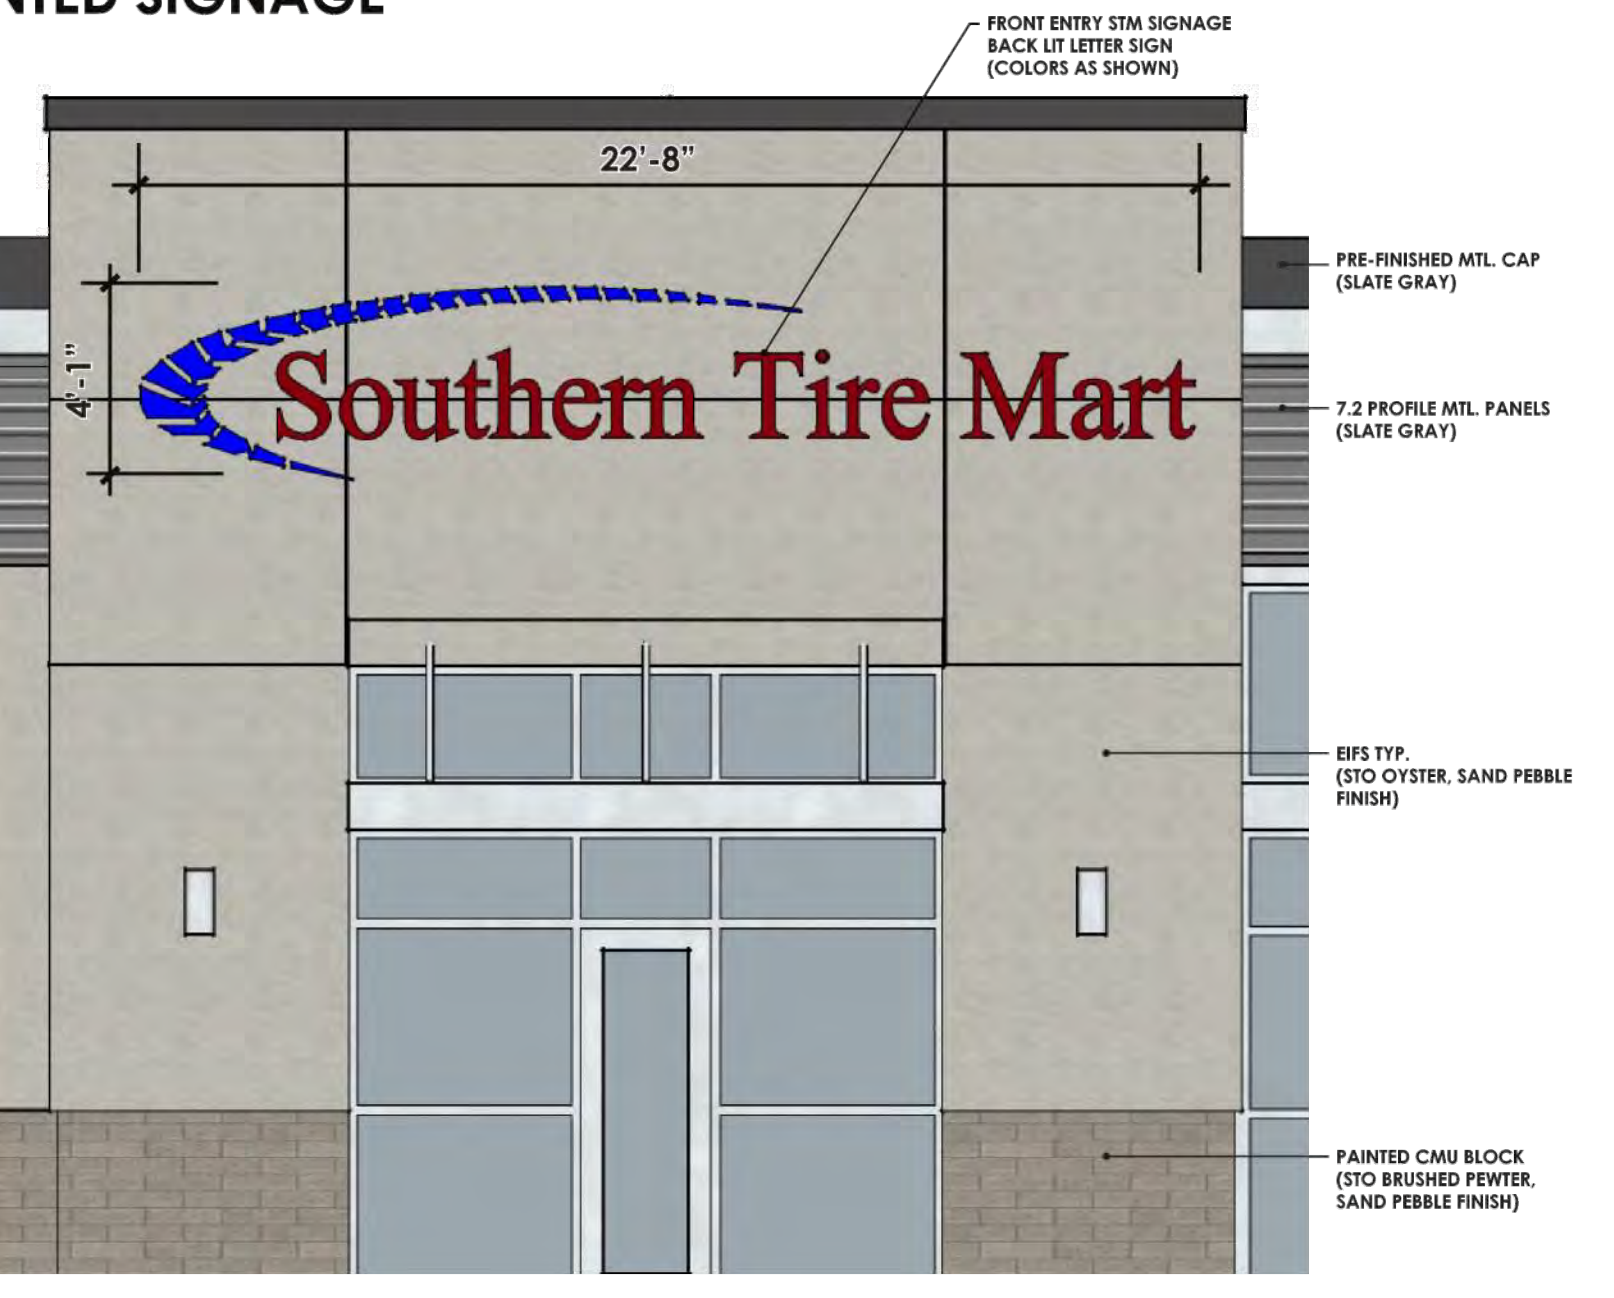 NTED SIGNAGE
FRONT ENTRY STM SIGNAGE
BACK LIT LETTER SIGN
(COLORS AS SHOWN)
22'-8"
4'-1"
Southern Tire Mart
PRE-FINISHED MTL. CAP
(SLATE GRAY)
7.2 PROFILE MTL. PANELS
(SLATE GRAY)
EIFS TYP.
(STO OYSTER, SAND PEBBLE
FINISH)
PAINTED CMU BLOCK
(STO BRUSHED PEWTER,
SAND PEBBLE FINISH)